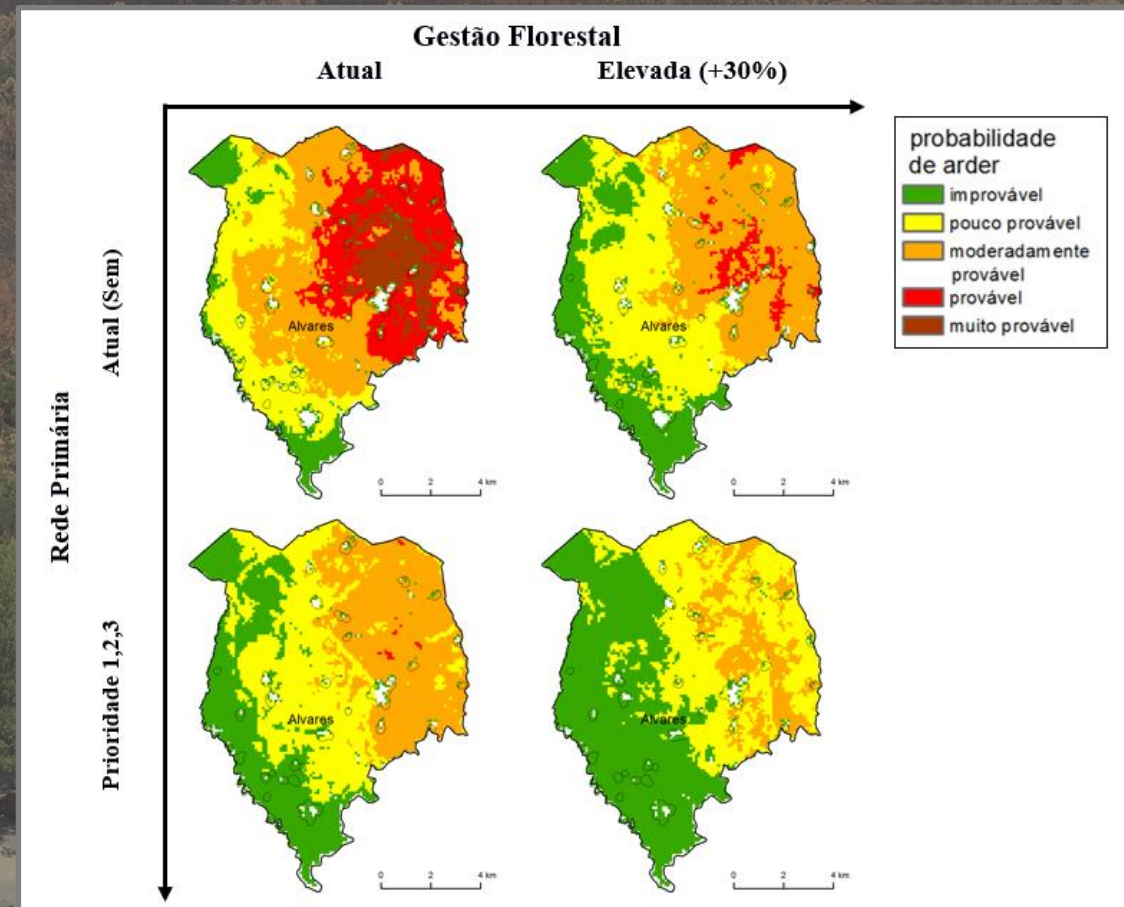 Gestão Florestal
Atual
Elevada (+30%)
probabilidade
de arder
improvável
pouco provável
moderadamente
provável
provável
muito provável
Rede Primária
Atual (Sem)
Alvares
0 2 4 km
Alvares
0 2 4 km
Prioridade 1,2,3
Alvares
0 2 4 km
Alvares
0 2 4 km